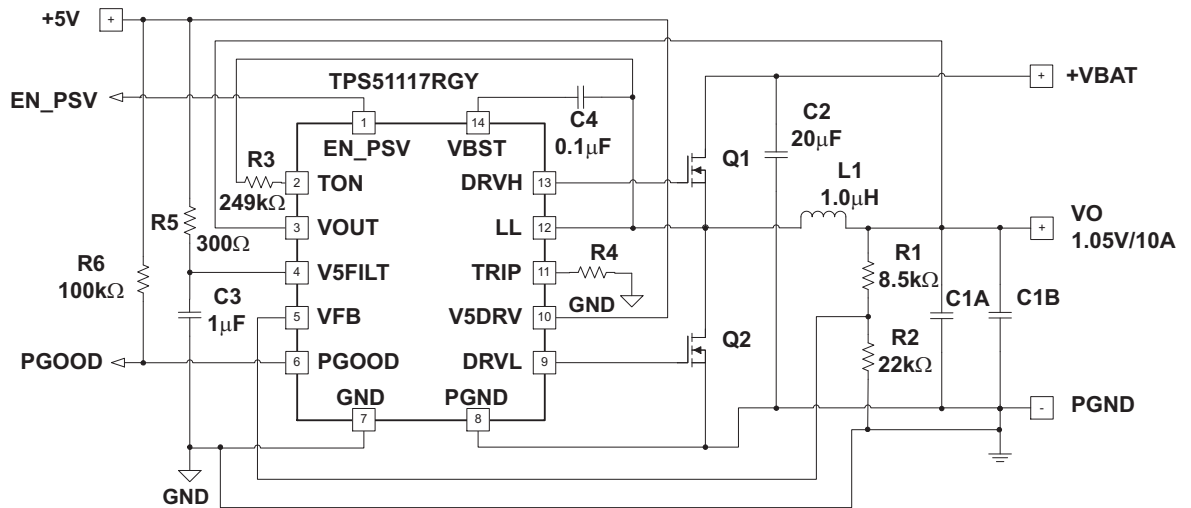 +5V
+
TPS51117RGY
+
+VBAT
EN_PSV
C4
0.1μF
C2
20μF
1
14
EN_PSV
VBST
R3
249kΩ
2
TON
DRVH
13
Q1
L1
1.0μH
R5
300Ω
3
VOUT
LL
12
+
VO
1.05V/10A
R6
100kΩ
4
V5FILT
TRIP
11
R4
GND
R1
8.5kΩ
C3
1μF
5
VFB
V5DRV
10
C1A
C1B
PGOOD
6
PGOOD
DRVL
9
Q2
R2
22kΩ
GND
PGND
7
8
-
PGND
GND